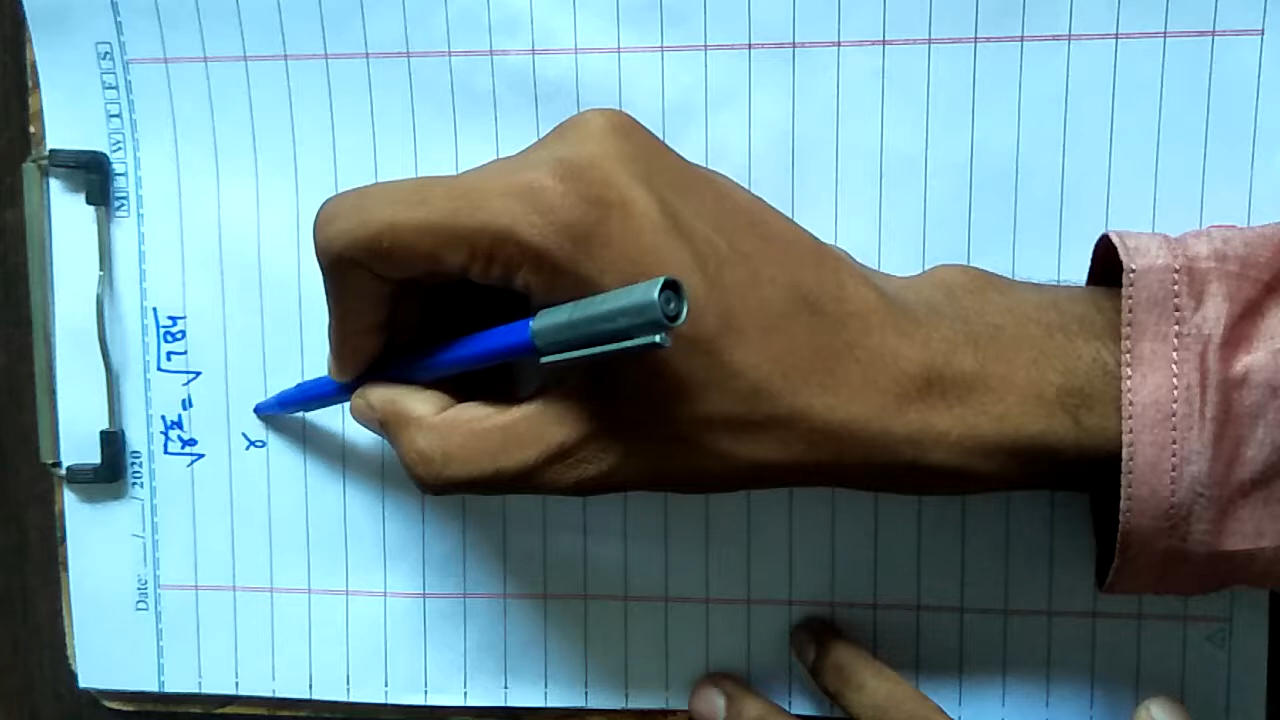 M T W T F S
Date: ___/___/2020
√x² = √784
x